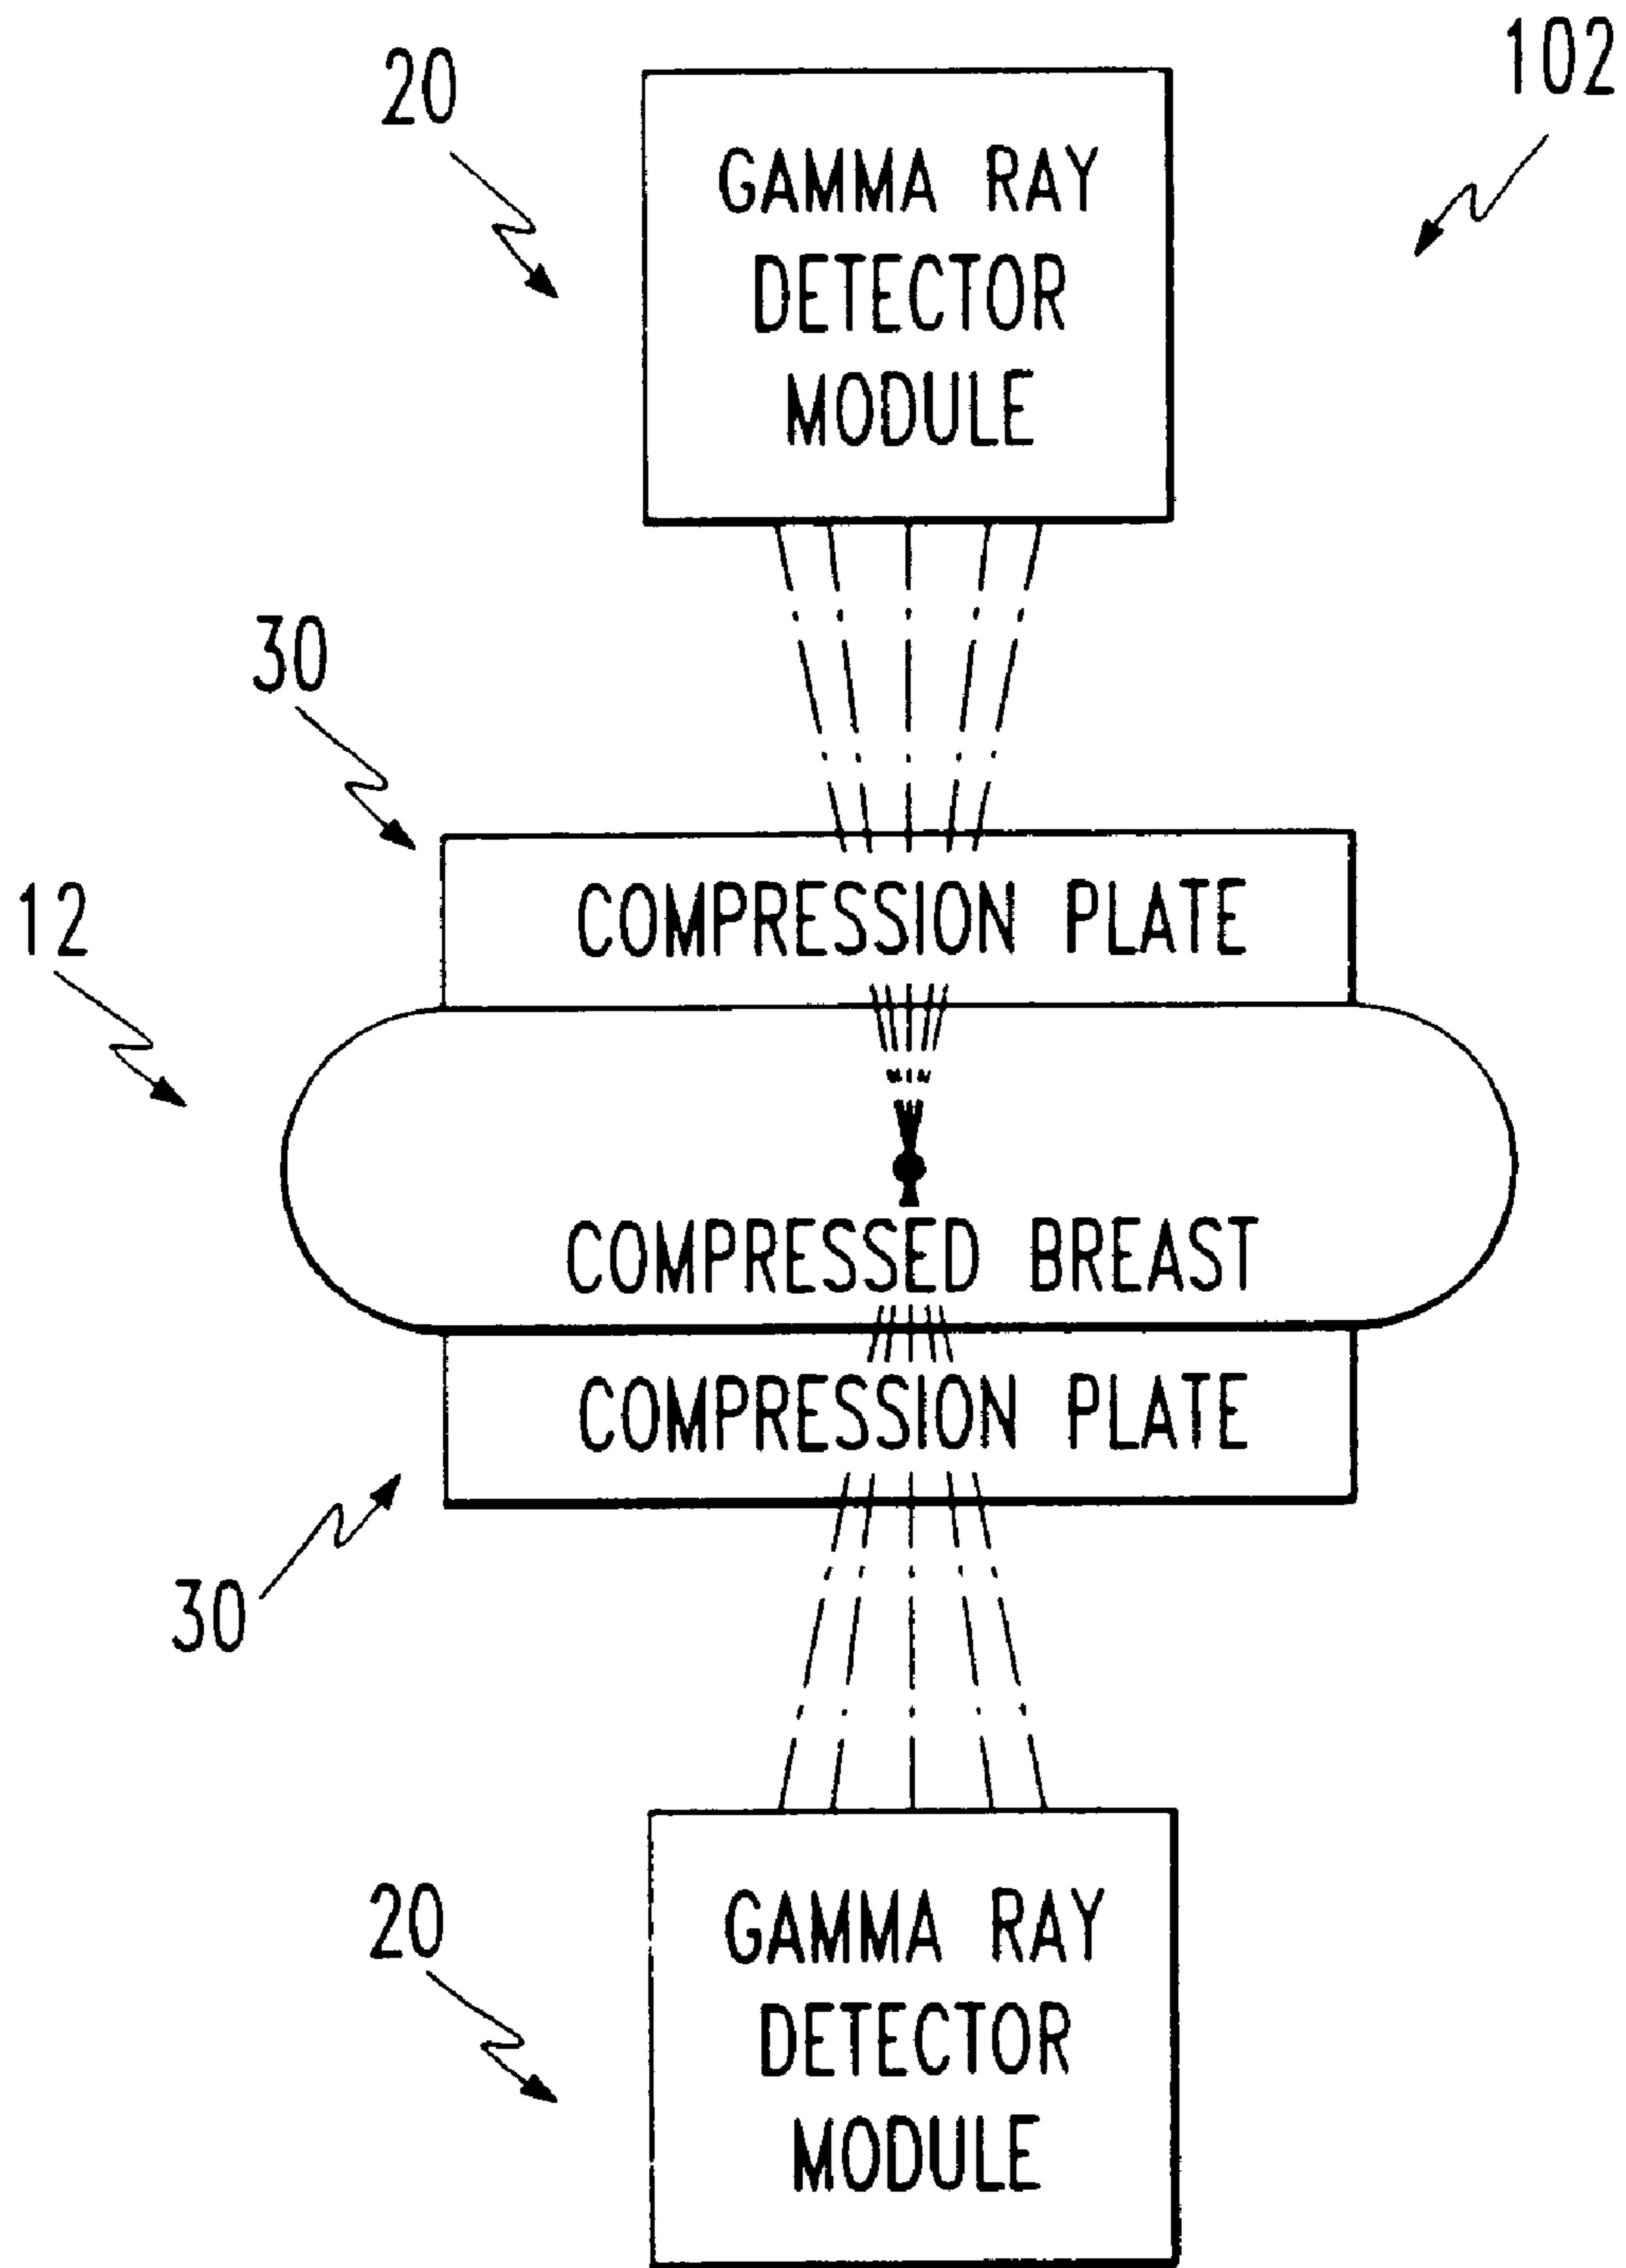 20
102
GAMMA RAY
DETECTOR
MODULE
30
12
COMPRESSION PLATE
COMPRESSED BREAST
COMPRESSION PLATE
30
20
GAMMA RAY
DETECTOR
MODULE